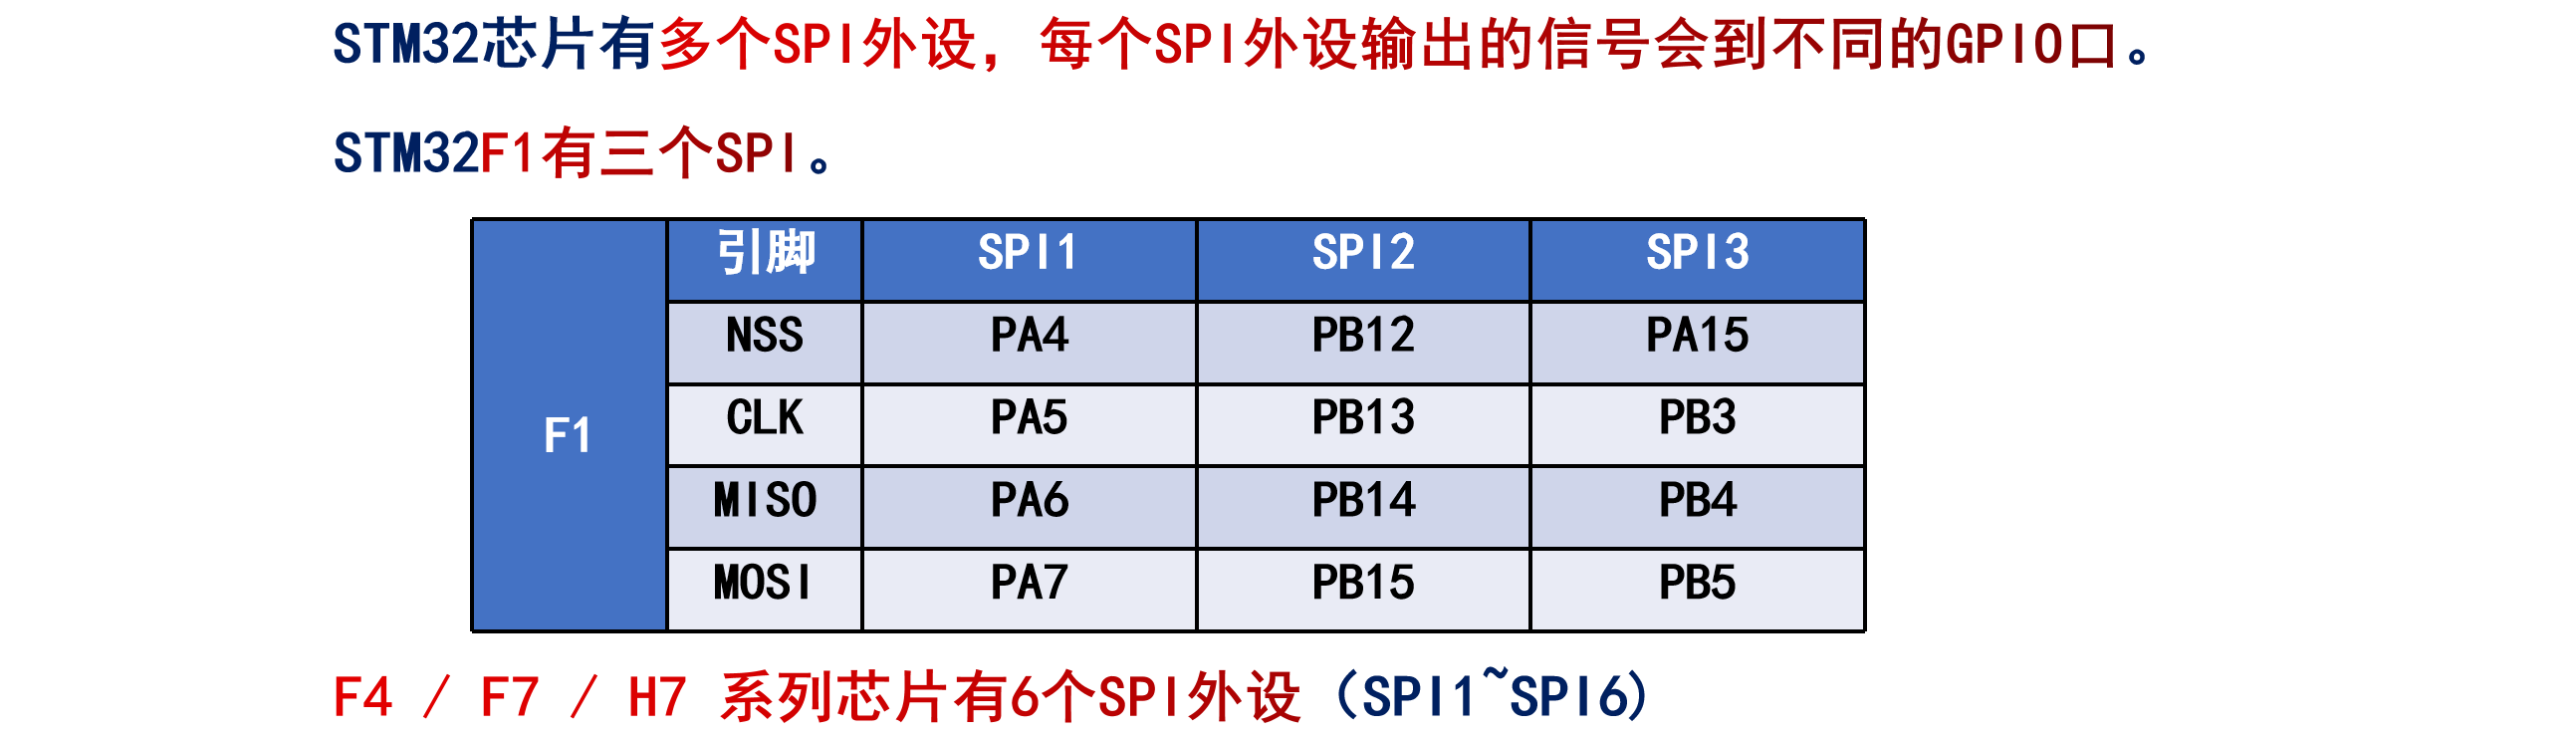 STM32芯片有多个SPI外设，每个SPI外设输出的信号会到不同的GPIO口。
STM32F1有三个SPI。
引脚 SPI1 SPI2 SPI3
NSS PA4 PB12 PA15
CLK PA5 PB13 PB3
F1
MISO PA6 PB14 PB4
MOSI PA7 PB15 PB5
F4 / F7 / H7 系列芯片有6个SPI外设（SPI1~SPI6）